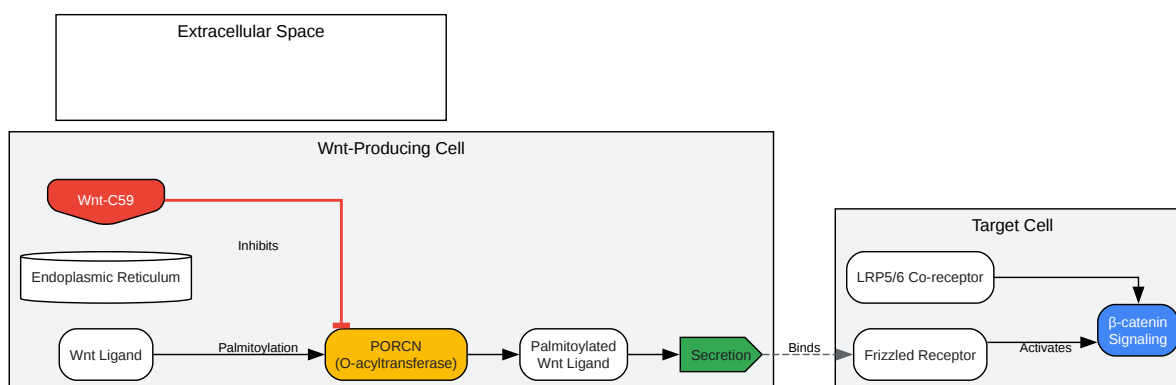 Extracellular Space
Wnt-Producing Cell
Wnt-C59
Inhibits
Endoplasmic Reticulum
Wnt Ligand
Palmitoylation
PORCN
(O-acyltransferase)
Palmitoylated
Wnt Ligand
Secretion
Binds
Target Cell
LRP5/6 Co-receptor
Frizzled Receptor
Activates
β-catenin
Signaling